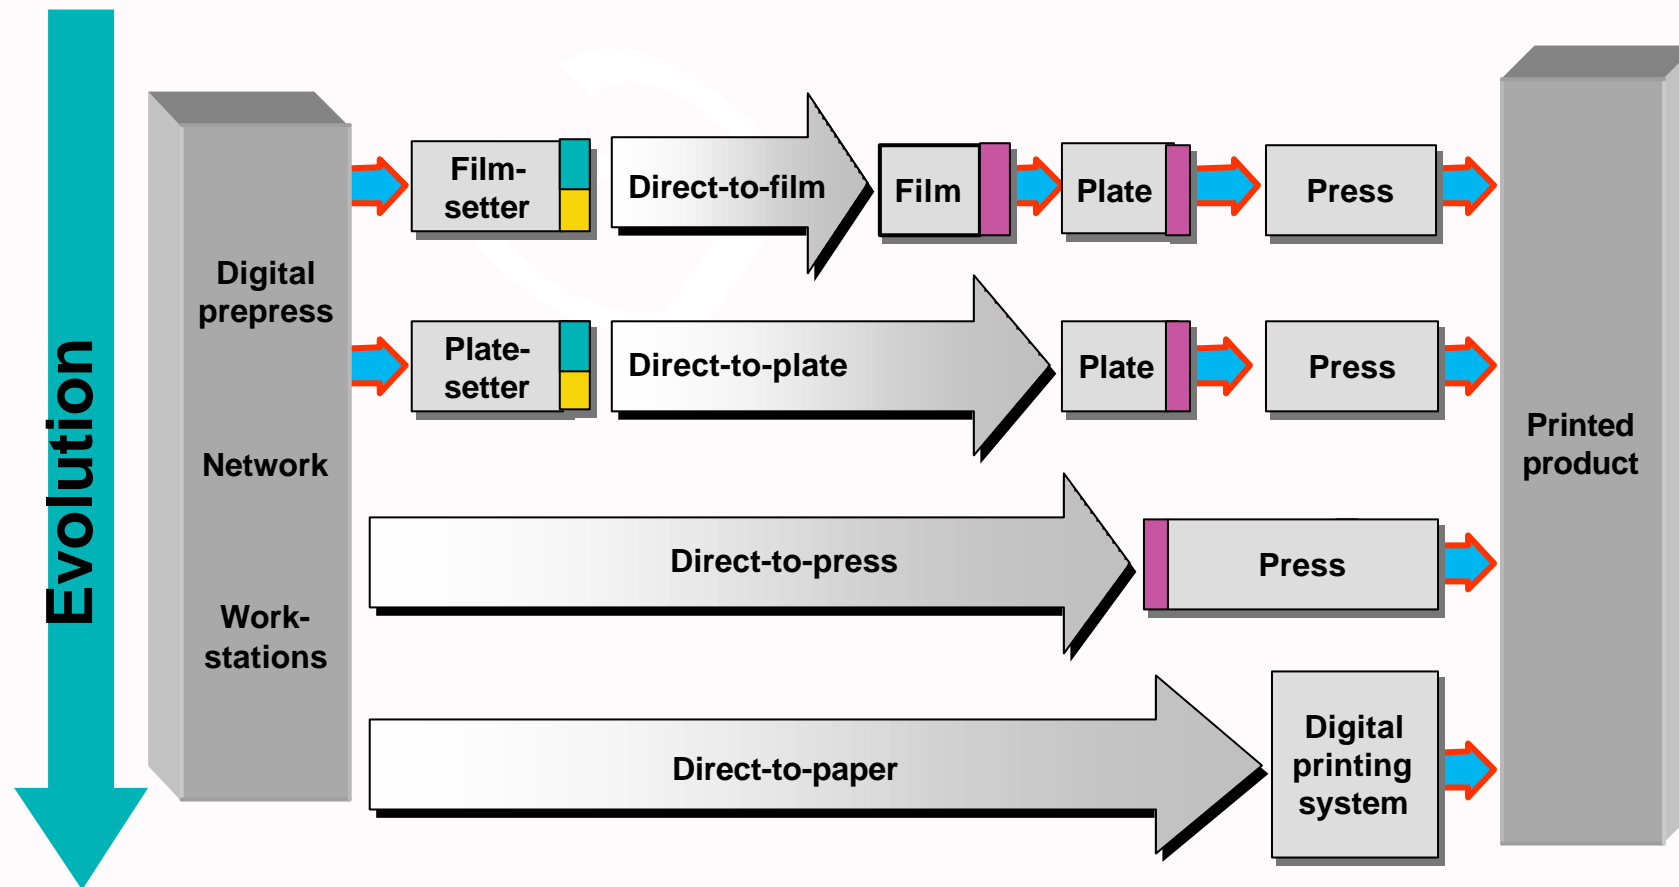 Evolution
Digital
prepress
Network
Work-
stations
Film-
setter
Direct-to-film
Film
Plate
Press
Plate-
setter
Direct-to-plate
Plate
Press
Direct-to-press
Press
Direct-to-paper
Digital
printing
system
Printed
product